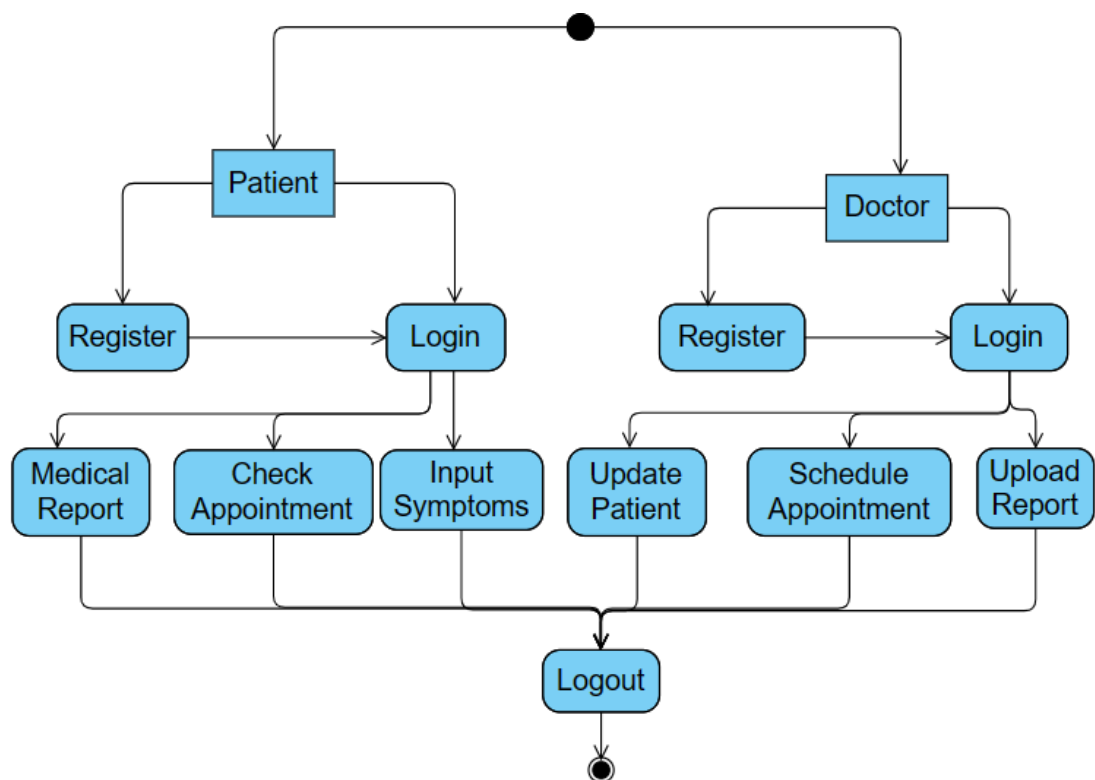 Patient
Doctor
Register
Login
Register
Login
Medical
Report
Check
Appointment
Input
Symptoms
Update
Patient
Schedule
Appointment
Upload
Report
Logout